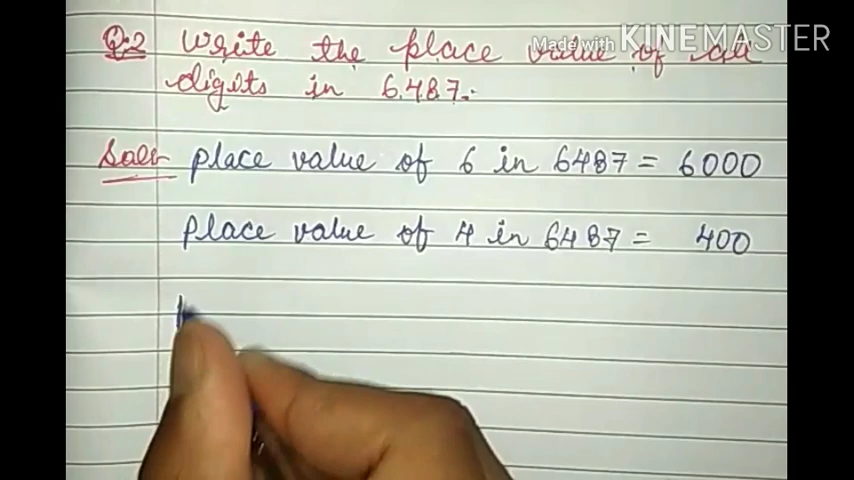 Q.2 Write the place value of all
Made with KINEMASTER
digits in 6487.
Soln place value of 6 in 6487 = 6000
place value of 4 in 6487 = 400